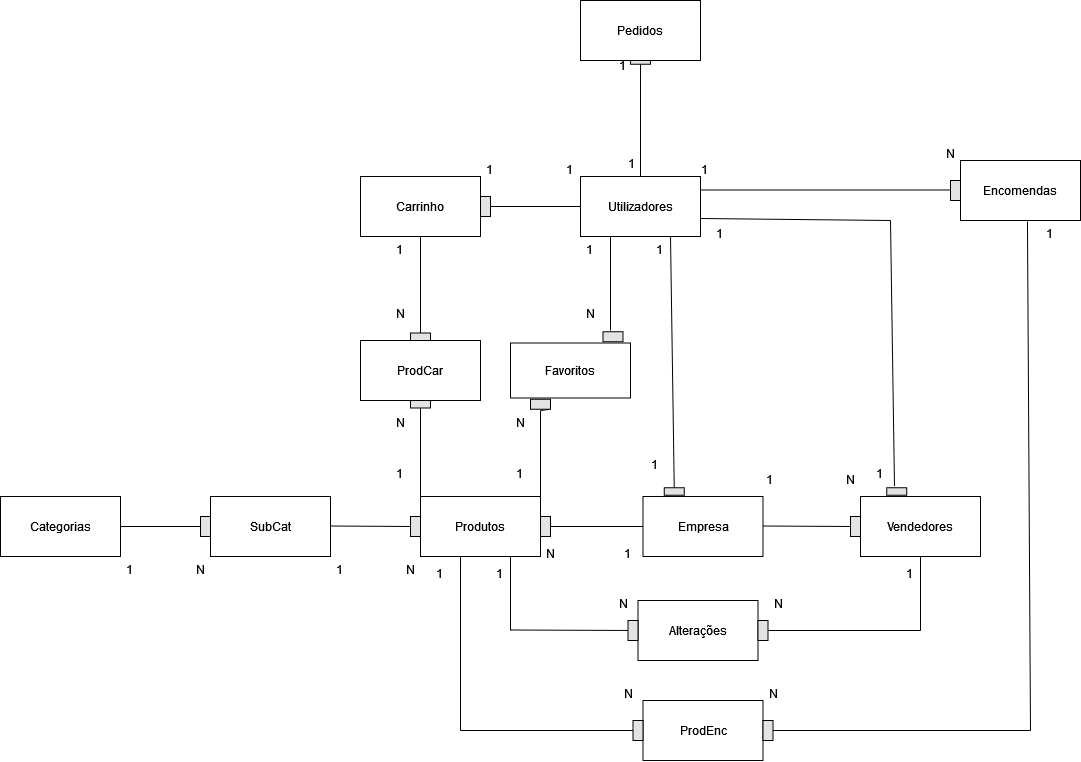 Pedidos
1
1
1
1
1
N
Encomendas
Carrinho
Utilizadores
1
1
1
1
1
N
N
ProdCar
Favoritos
N
N
1
1
1
1
N
1
Categorias
SubCat
Produtos
Empresa
Vendedores
N
1
1
N
1
N
1
1
1
N
N
Alterações
N
N
ProdEnc